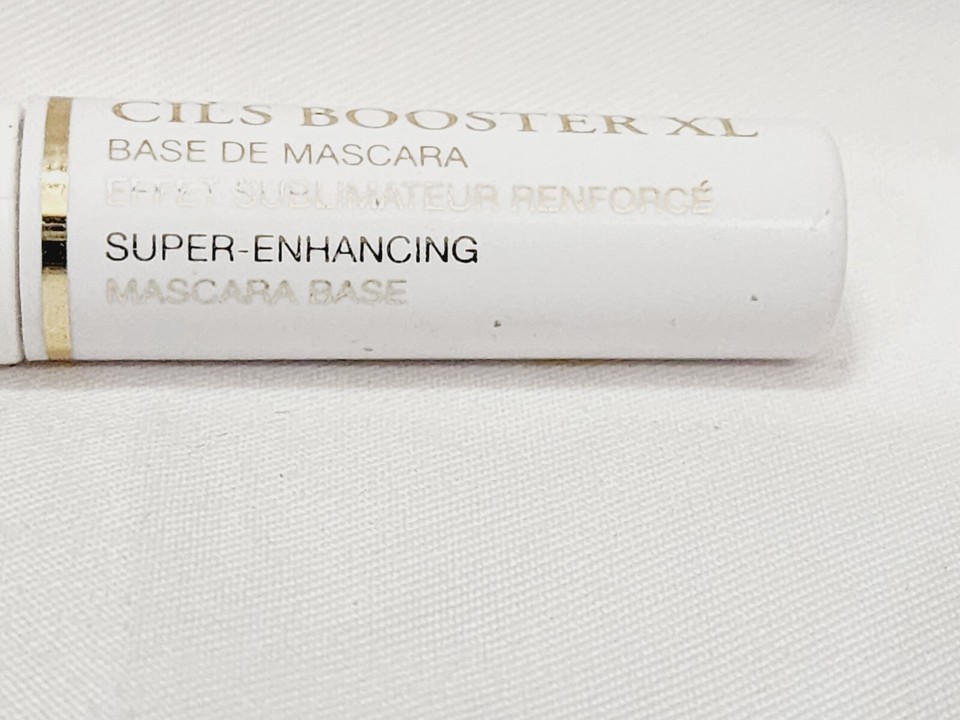 CILS BOOSTER XL
BASE DE MASCARA
EFFET SUBLIMATEUR RENFORCÉ
SUPER-ENHANCING
MASCARA BASE